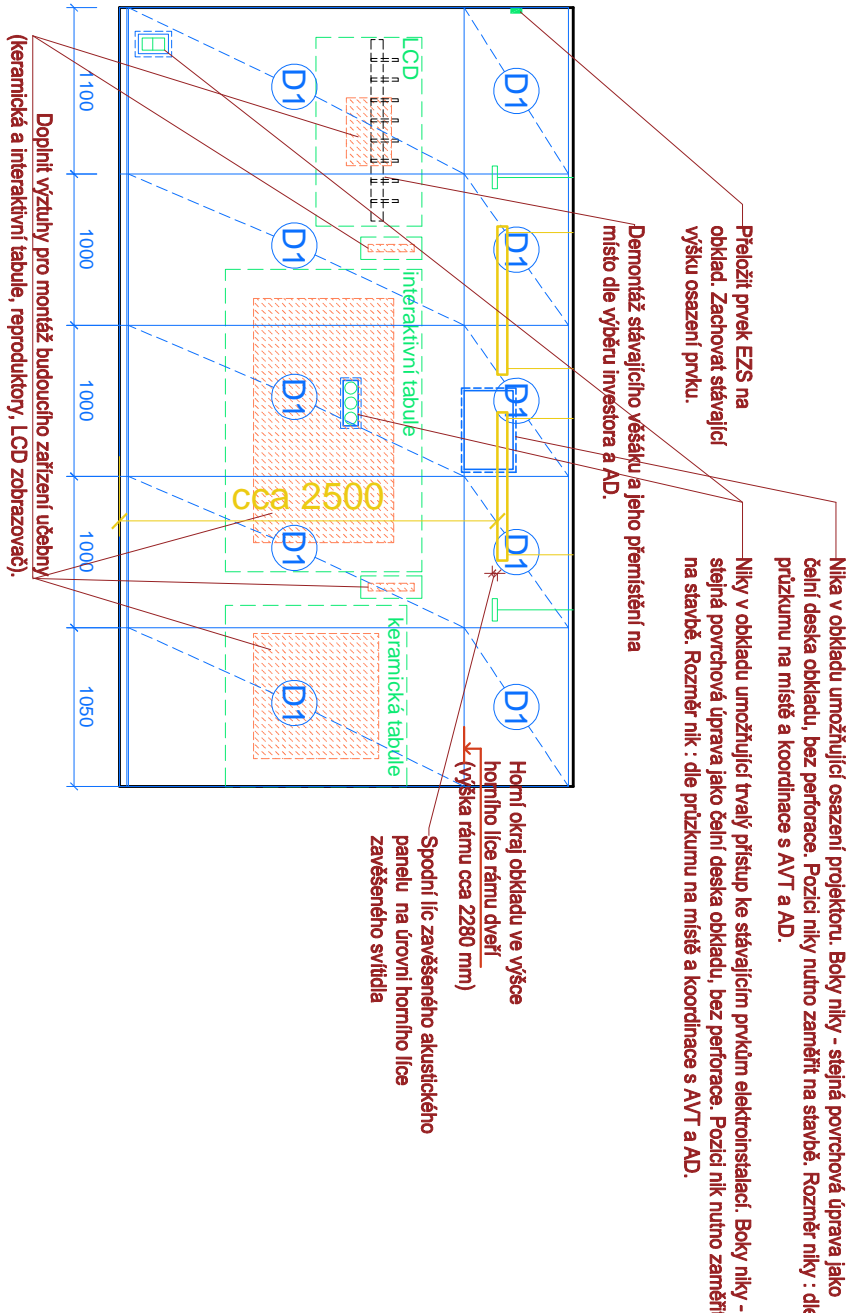 Nika v obkladu umožňující osazení projektoru. Boky niky - stejná povrchová úprava jako
čelní deska obkladu, bez perforace. Pozici niky nutno zaměřit na stavbě. Rozměr niky : dle
průzkumu na místě a koordinace s AVT a AD.
Niky v obkladu umožňující trvalý přístup ke stávajícím prvkům elektroinstalací. Boky niky -
stejná povrchová úprava jako čelní deska obkladu, bez perforace. Pozici nik nutno zaměřit
na stavbě. Rozměr nik : dle průzkumu na místě a koordinace s AVT a AD.
Přeložit prvek EZS na
obklad. Zachovat stávající
výšku osazení prvku.
Demontáž stávajícího věšáku a jeho přemístění na
místo dle výběru investora a AD.
D1
D1
D1
D1
D1
Horní okraj obkladu ve výšce
horního líce rámu dveří
(výška rámu cca 2280 mm)
Spodní líc zavěšeného akustického
panelu na úrovni horního líce
zavěšeného svítidla
LCD
interaktivní tabule
keramická tabule
D1
D1
D1
D1
D1
cca 2500
1100
1000
1000
1000
1050
Doplnit výztuhy pro montáž budoucího zařízení učebny
(keramická a interaktivní tabule, reproduktory, LCD zobrazovač).